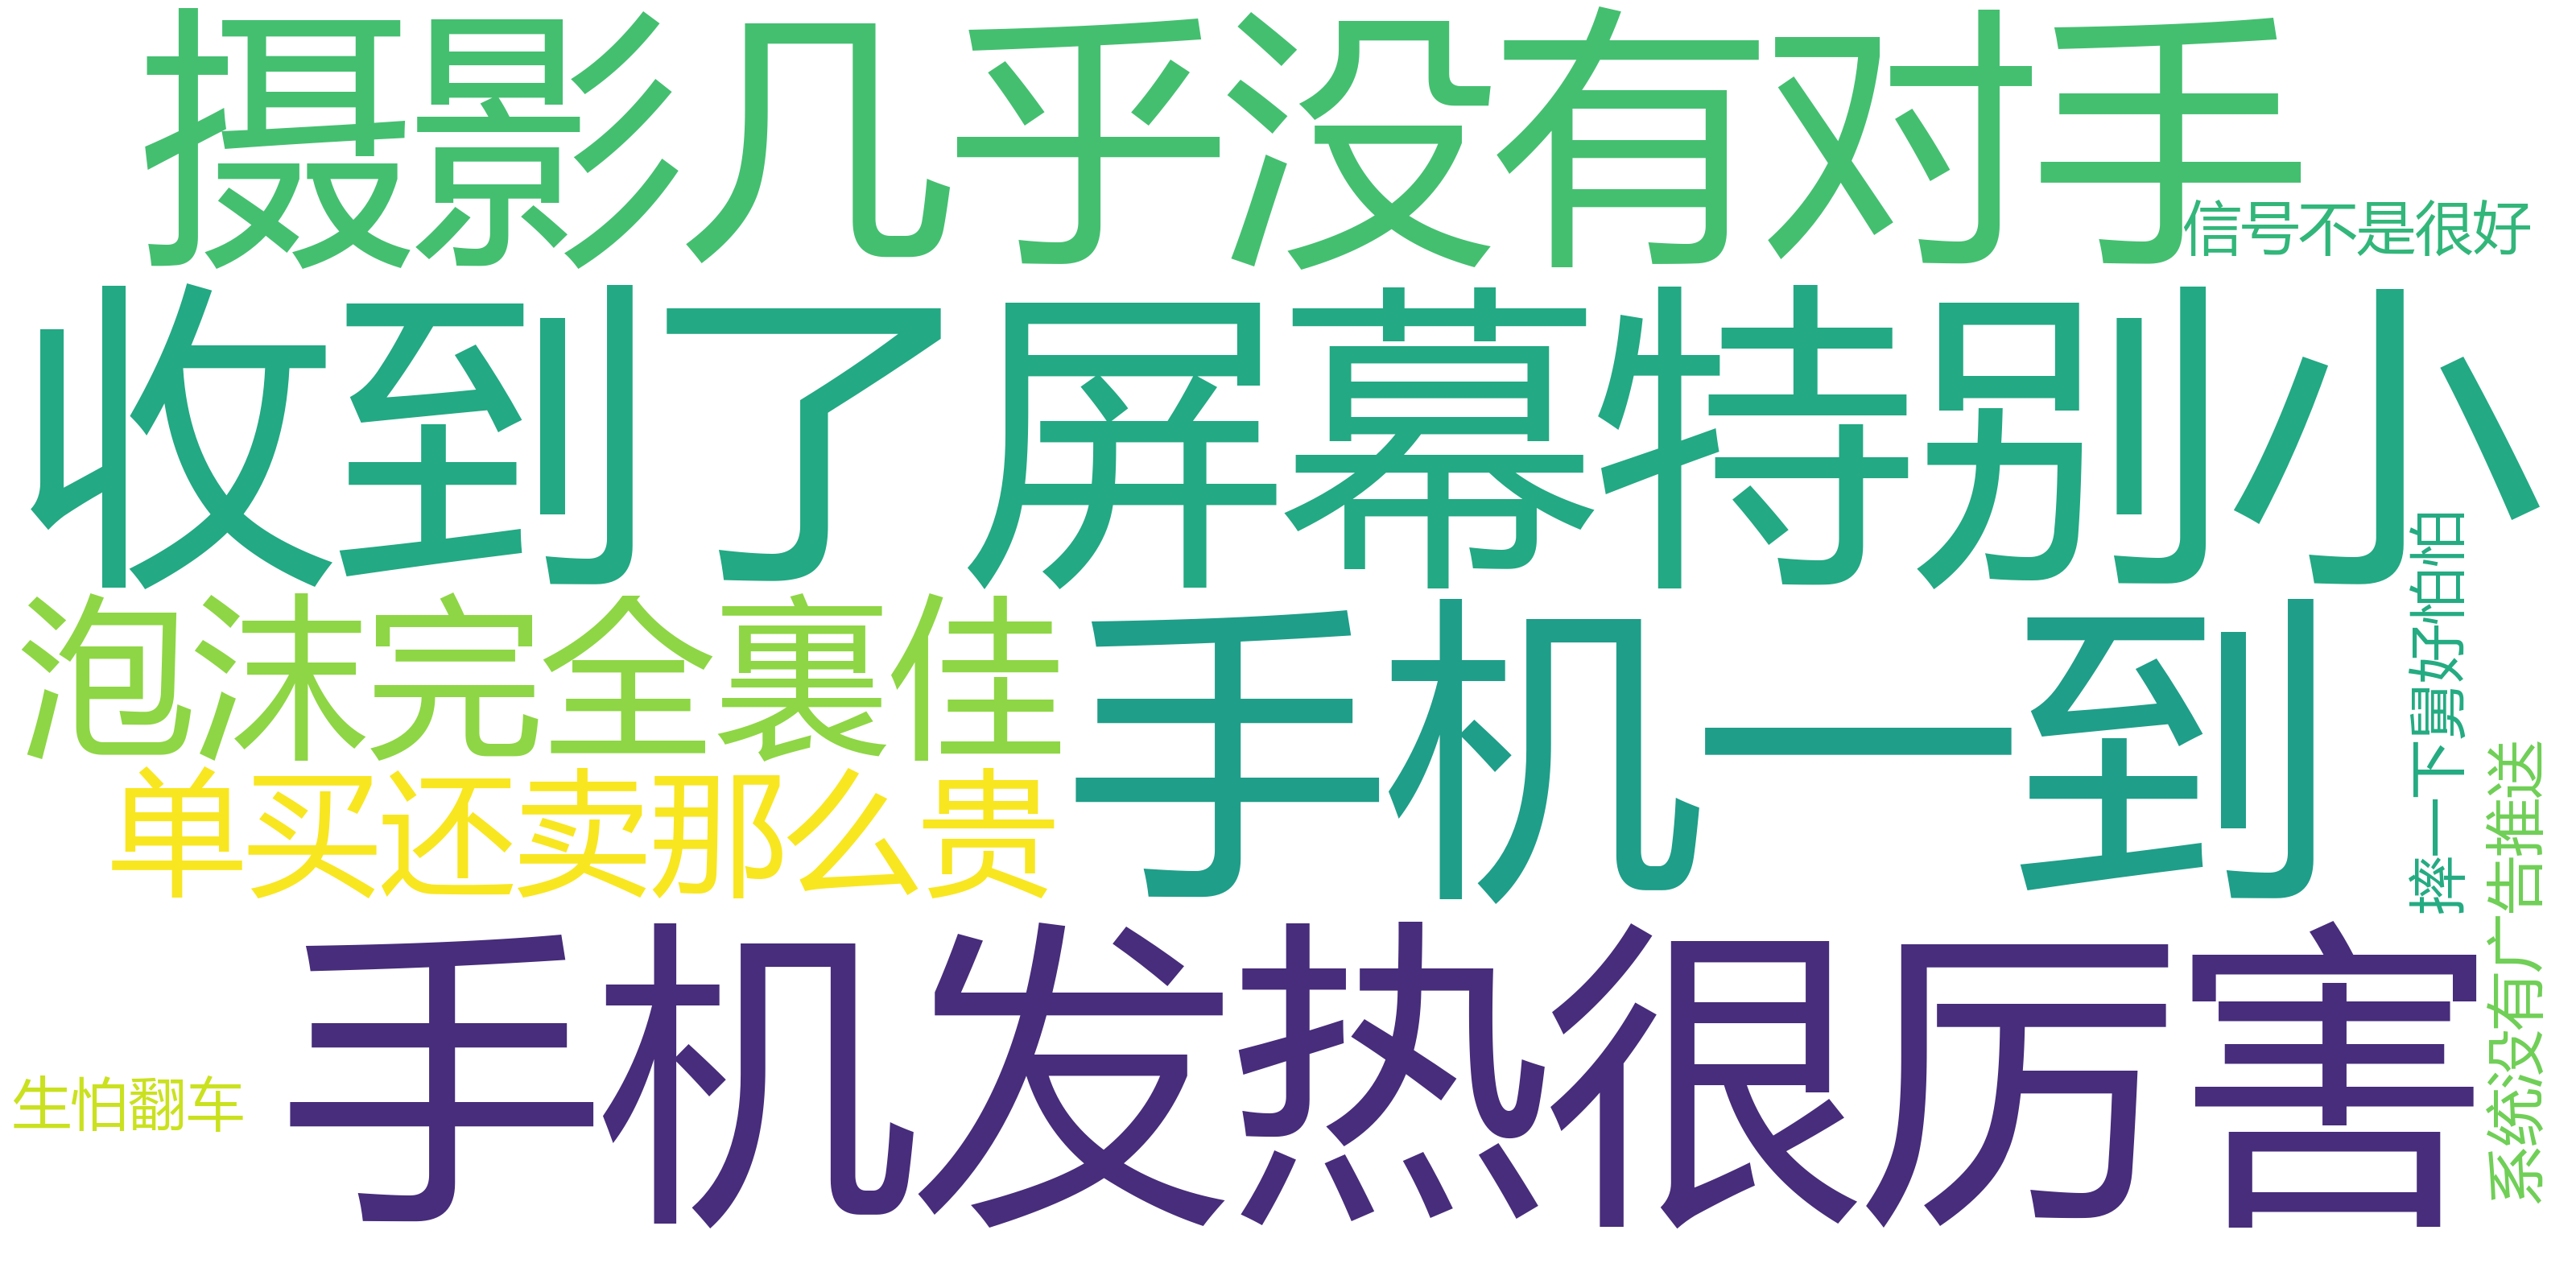 摄影几乎没有对手
信号不是很好
收到了屏幕特别小
泡沫完全裹佳
手机一到
摔一下舅好怕怕
单买还卖那么贵
系统没有广告推送
手机发热很厉害
生怕翻车